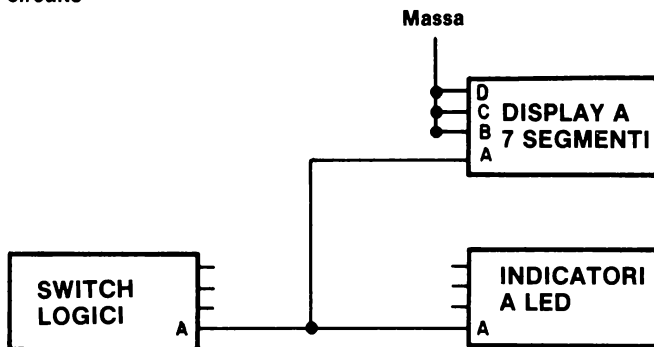 circuito
Massa
D
C
B
A
DISPLAY A
7 SEGMENTI
SWITCH
LOGICI
A
INDICATORI
A LED
A